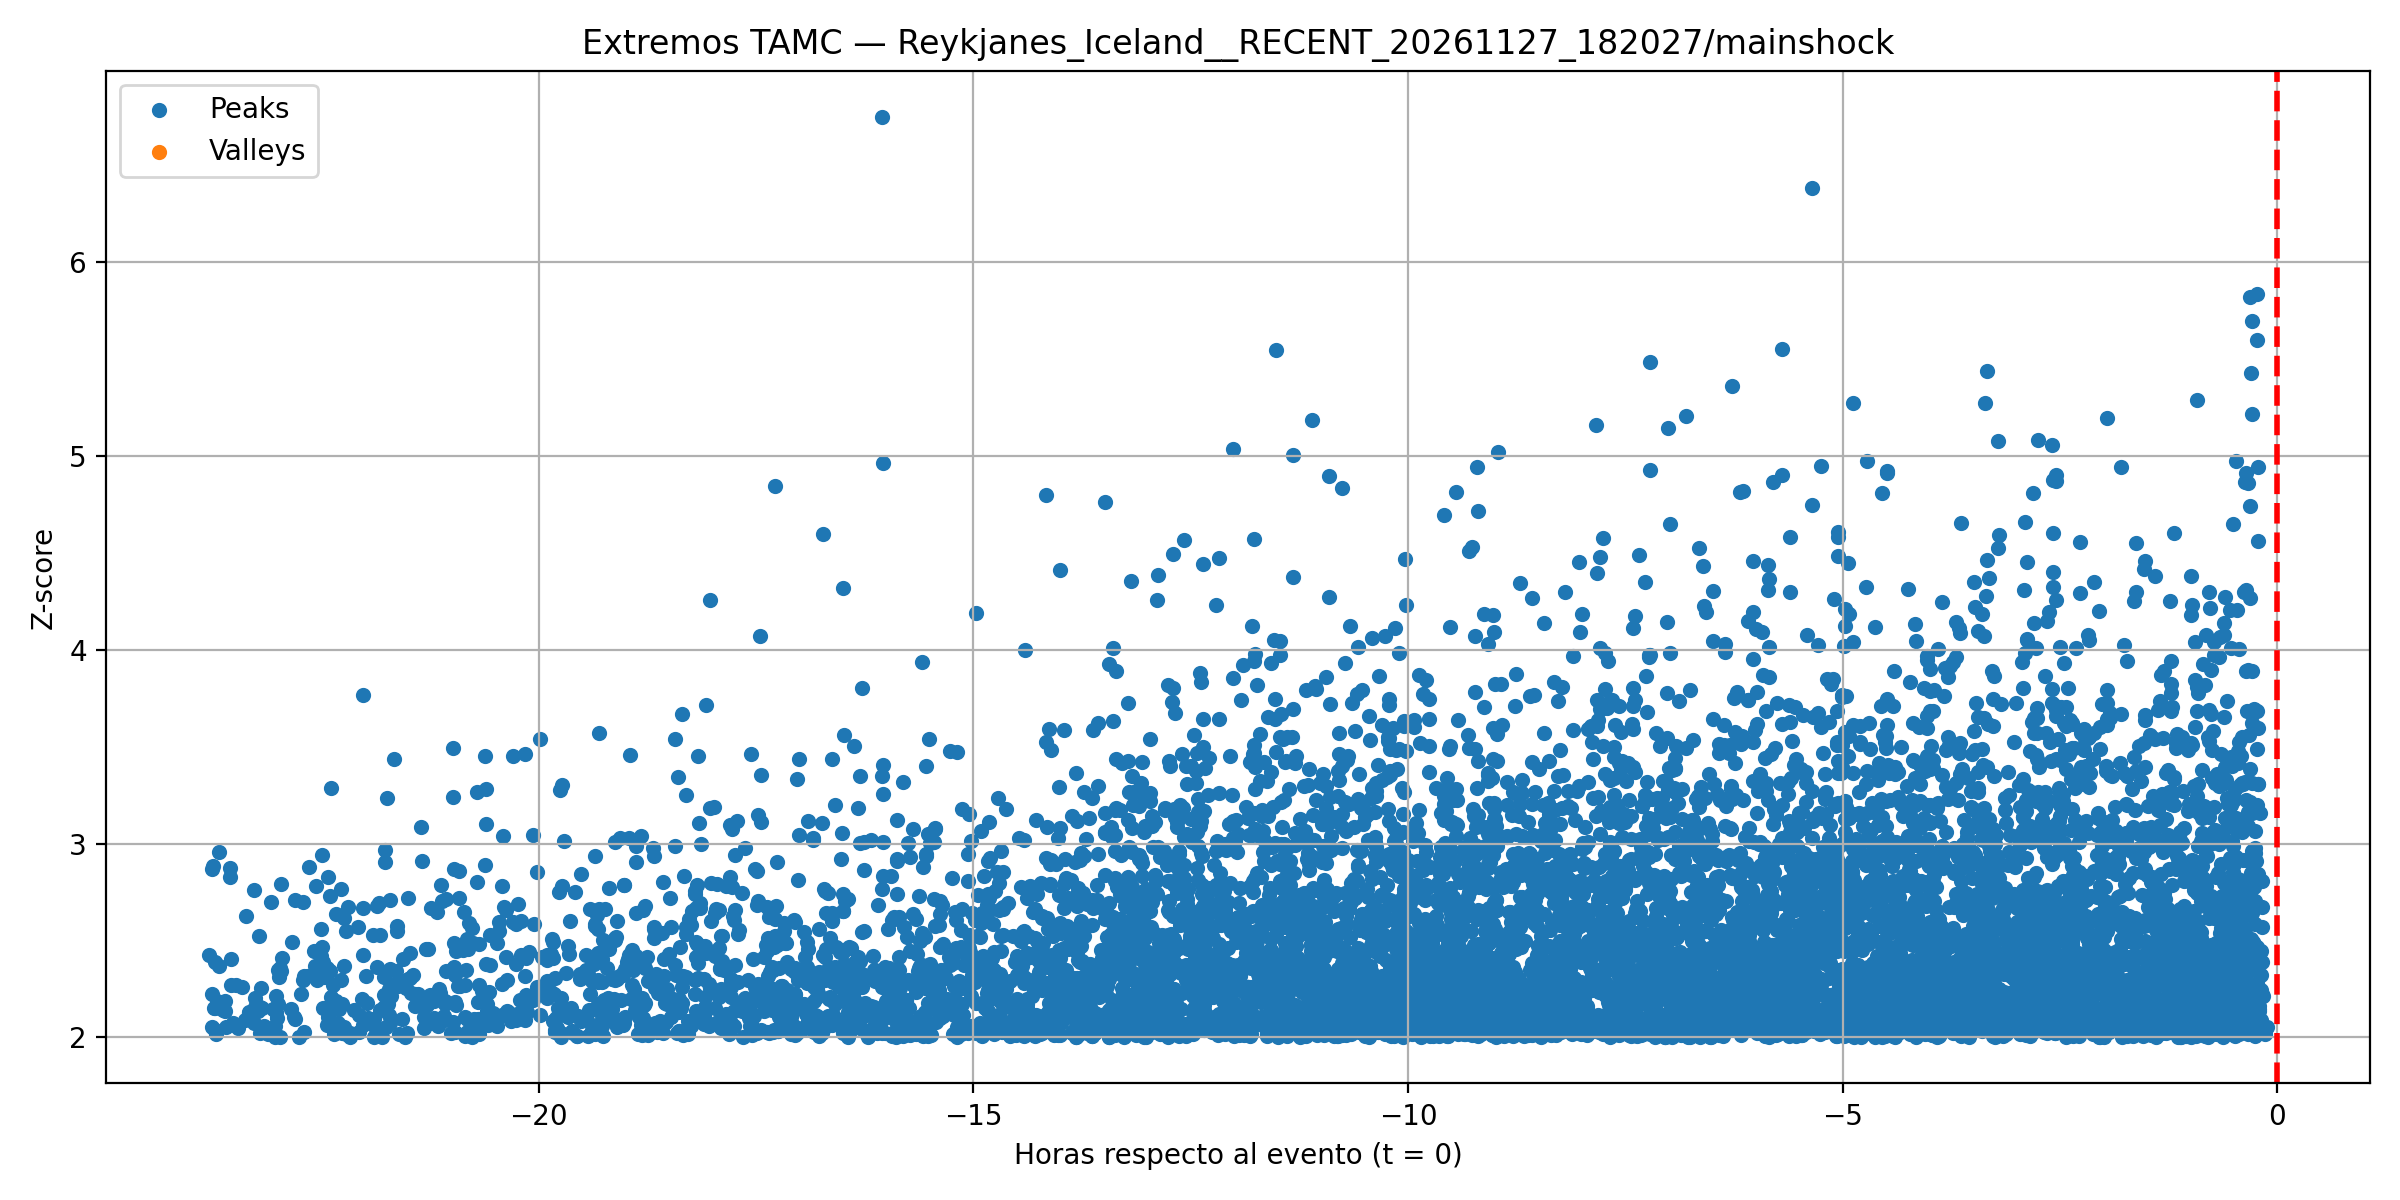 Extremos TAMC — Reykjanes_Iceland__RECENT_20261127_182027/mainshock
Peaks
Valleys
Z-score
6
5
4
3
2
−20
−15
−10
−5
0
Horas respecto al evento (t = 0)